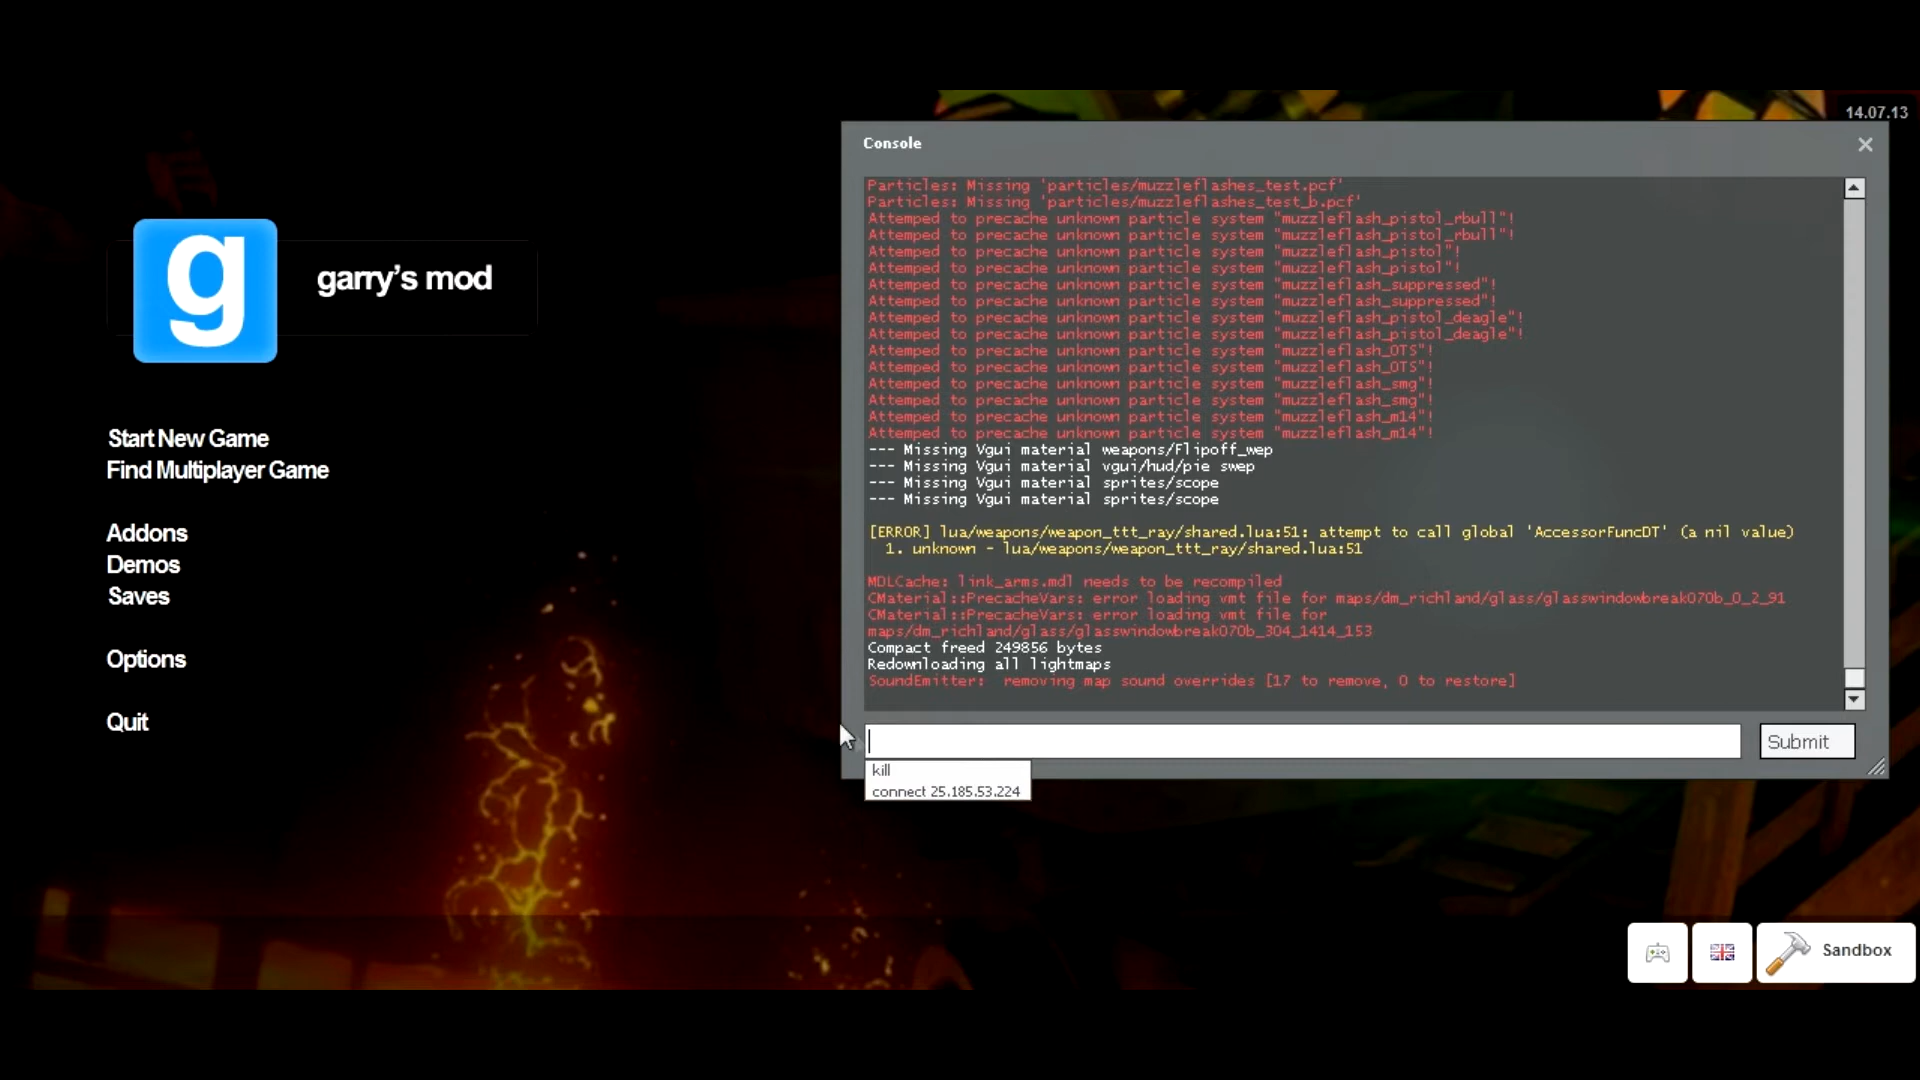 14.07.13
g
garry's mod
Start New Game
Find Multiplayer Game
Addons
Demos
Saves
Options
Quit
Console
Particles: Missing 'particles/muzzleflashes_test.pcf'
Particles: Missing 'particles/muzzleflashes_test_b.pcf'
Attemped to precache unknown particle system "muzzleflash_pistol_rbull"!
Attemped to precache unknown particle system "muzzleflash_pistol_rbull"!
Attemped to precache unknown particle system "muzzleflash_pistol"!
Attemped to precache unknown particle system "muzzleflash_pistol"!
Attemped to precache unknown particle system "muzzleflash_suppressed"!
Attemped to precache unknown particle system "muzzleflash_suppressed"!
Attemped to precache unknown particle system "muzzleflash_pistol_deagle"!
Attemped to precache unknown particle system "muzzleflash_pistol_deagle"!
Attemped to precache unknown particle system "muzzleflash_OTS"!
Attemped to precache unknown particle system "muzzleflash_OTS"!
Attemped to precache unknown particle system "muzzleflash_smg"!
Attemped to precache unknown particle system "muzzleflash_smg"!
Attemped to precache unknown particle system "muzzleflash_m14"!
Attemped to precache unknown particle system "muzzleflash_m14"!
--- Missing Vgui material weapons/Flipoff_wep
--- Missing Vgui material vgui/hud/pie swep
--- Missing Vgui material sprites/scope
--- Missing Vgui material sprites/scope
[ERROR] lua/weapons/weapon_ttt_ray/shared.lua:51: attempt to call global 'AccessorFuncDT' (a nil value)
1. unknown - lua/weapons/weapon_ttt_ray/shared.lua:51
MDLCache: link_arms.mdl needs to be recompiled
CMaterial::PrecacheVars: error loading vmt file for maps/dm_richland/glass/glasswindowbreak070b_0_2_91
CMaterial::PrecacheVars: error loading vmt file for
maps/dm_richland/glass/glasswindowbreak070b_304_1414_153
Compact freed 249856 bytes
Redownloading all lightmaps
SoundEmitter:  removing map sound overrides [17 to remove, 0 to restore]
Submit
kill
connect 25.185.53.224
Sandbox